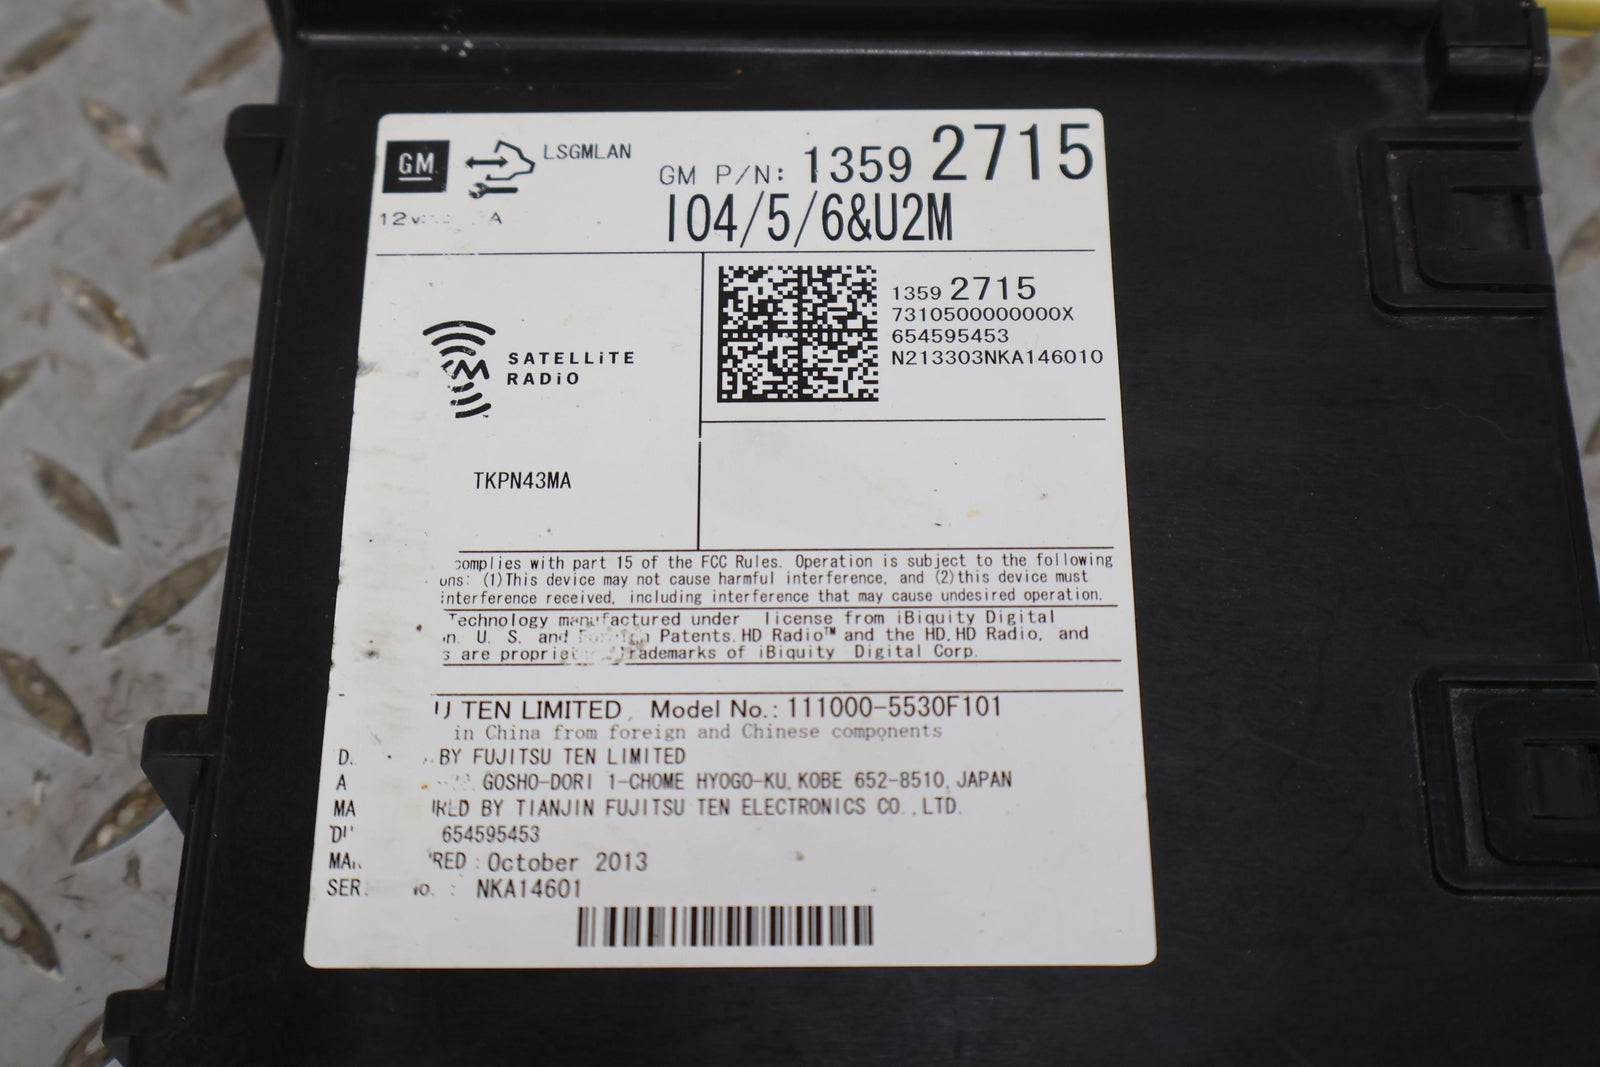 GM
LSGMLAN
GM P/N: 1359 2715
12V A
I04/5/6&U2M
1359 2715
7310500000000X
654595453
N213303NKA146010
SATELLiTE
RADiO
TKPN43MA
complies with part 15 of the FCC Rules. Operation is subject to the following
(1)This device may not cause harmful interference, and (2)this device must
interference received, including interference that may cause undesired operation.
Technology manufactured under license from iBiquity Digital
U. S. and Patents. HD Radio™ and the HD, HD Radio, and
are of iBiquity Digital Corp.
TEN LIMITED Model No.: 111000-5530F101
in China from foreign and Chinese components
BY FUJITSU TEN LIMITED
GOSHO-DORI 1-CHOME HYOGO-KU, KOBE 652-8510, JAPAN
BY TIANJIN FUJITSU TEN ELECTRONICS CO.,LTD.
654595453
: October 2013
: NKA14601